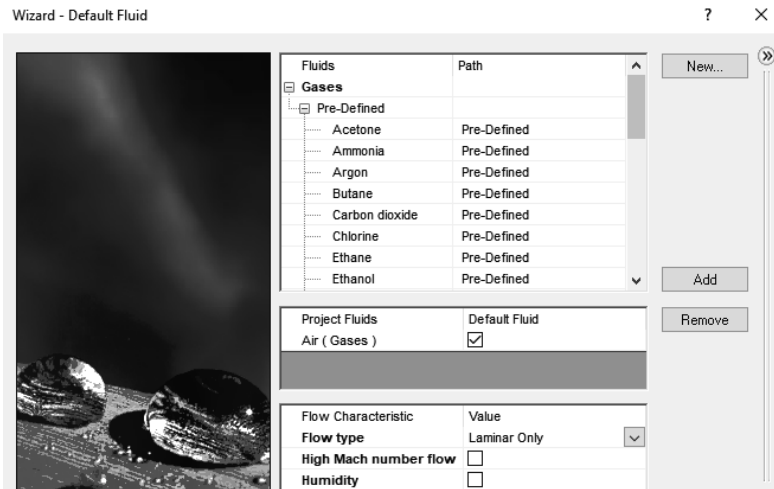 Wizard - Default Fluid ? ×
Fluids Path
Gases
Pre-Defined
Acetone Pre-Defined
Ammonia Pre-Defined
Argon Pre-Defined
Butane Pre-Defined
Carbon dioxide Pre-Defined
Chlorine Pre-Defined
Ethane Pre-Defined
Ethanol Pre-Defined
New...
Add
Project Fluids Default Fluid
Air ( Gases )
Remove
Flow Characteristic Value
Flow type Laminar Only
High Mach number flow
Humidity